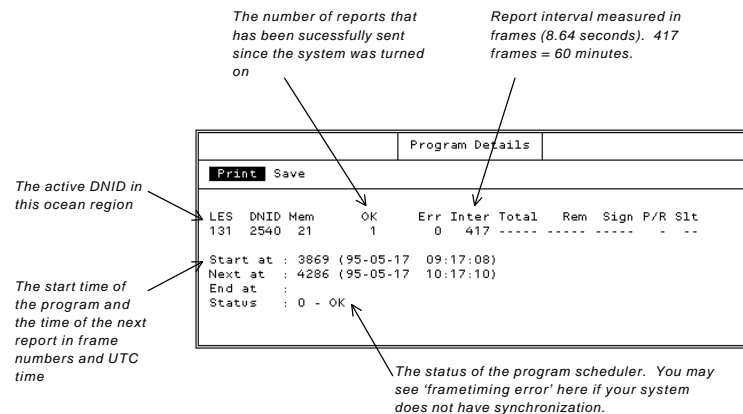 The number of reports that
has been sucessfully sent
since the system was turned
on
Report interval measured in
frames (8.64 seconds). 417
frames = 60 minutes.
Program Details
Print Save
The active DNID in
this ocean region
LES DNID Mem OK Err Inter Total Rem Sign P/R Slt
131 2540 21 1 0 417 ----- ----- ----- - --
Start at : 3869 (95-05-17 09:17:08)
Next at : 4286 (95-05-17 10:17:10)
End at :
Status : 0 - OK
The start time of
the program and
the time of the next
report in frame
numbers and UTC
time
The status of the program scheduler. You may
see ‘frametiming error’ here if your system
does not have synchronization.